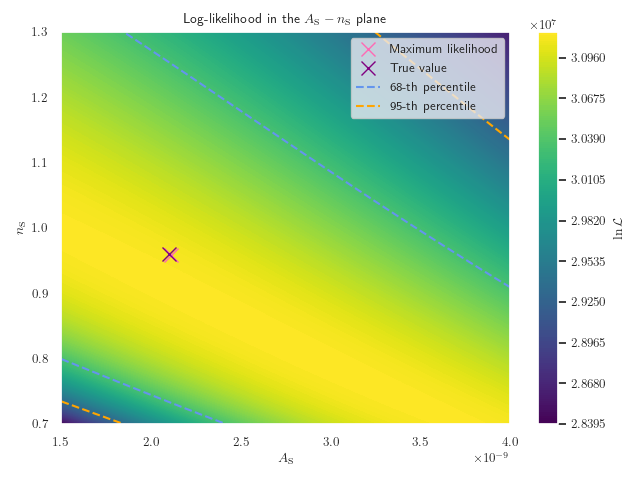 Log-likelihood in the A_S − n_S plane
×10⁷
Maximum likelihood
True value
68-th percentile
95-th percentile
1.3
1.2
1.1
1.0
0.9
0.8
0.7
n_S
1.5 2.0 2.5 3.0 3.5 4.0
A_S
×10⁻⁹
3.0960
3.0675
3.0390
3.0105
2.9820
2.9535
2.9250
2.8965
2.8680
2.8395
ln ℒ